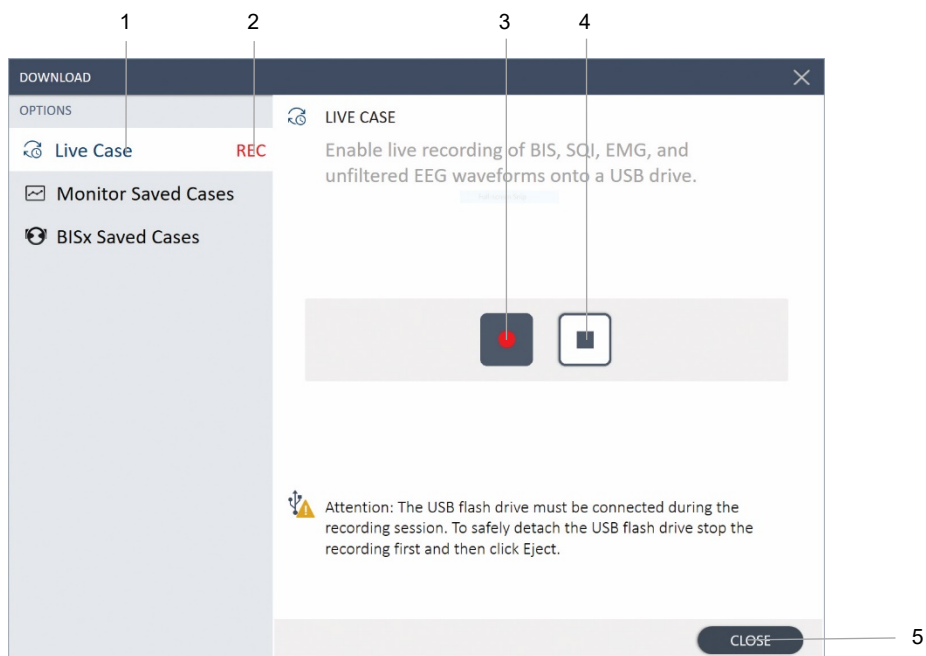 1 2 3 4
DOWNLOAD
OPTIONS
Live Case REC
Monitor Saved Cases
BISx Saved Cases
LIVE CASE
Enable live recording of BIS, SQI, EMG, and
unfiltered EEG waveforms onto a USB drive.
Attention: The USB flash drive must be connected during the
recording session. To safely detach the USB flash drive stop the
recording first and then click Eject.
CLOSE 5